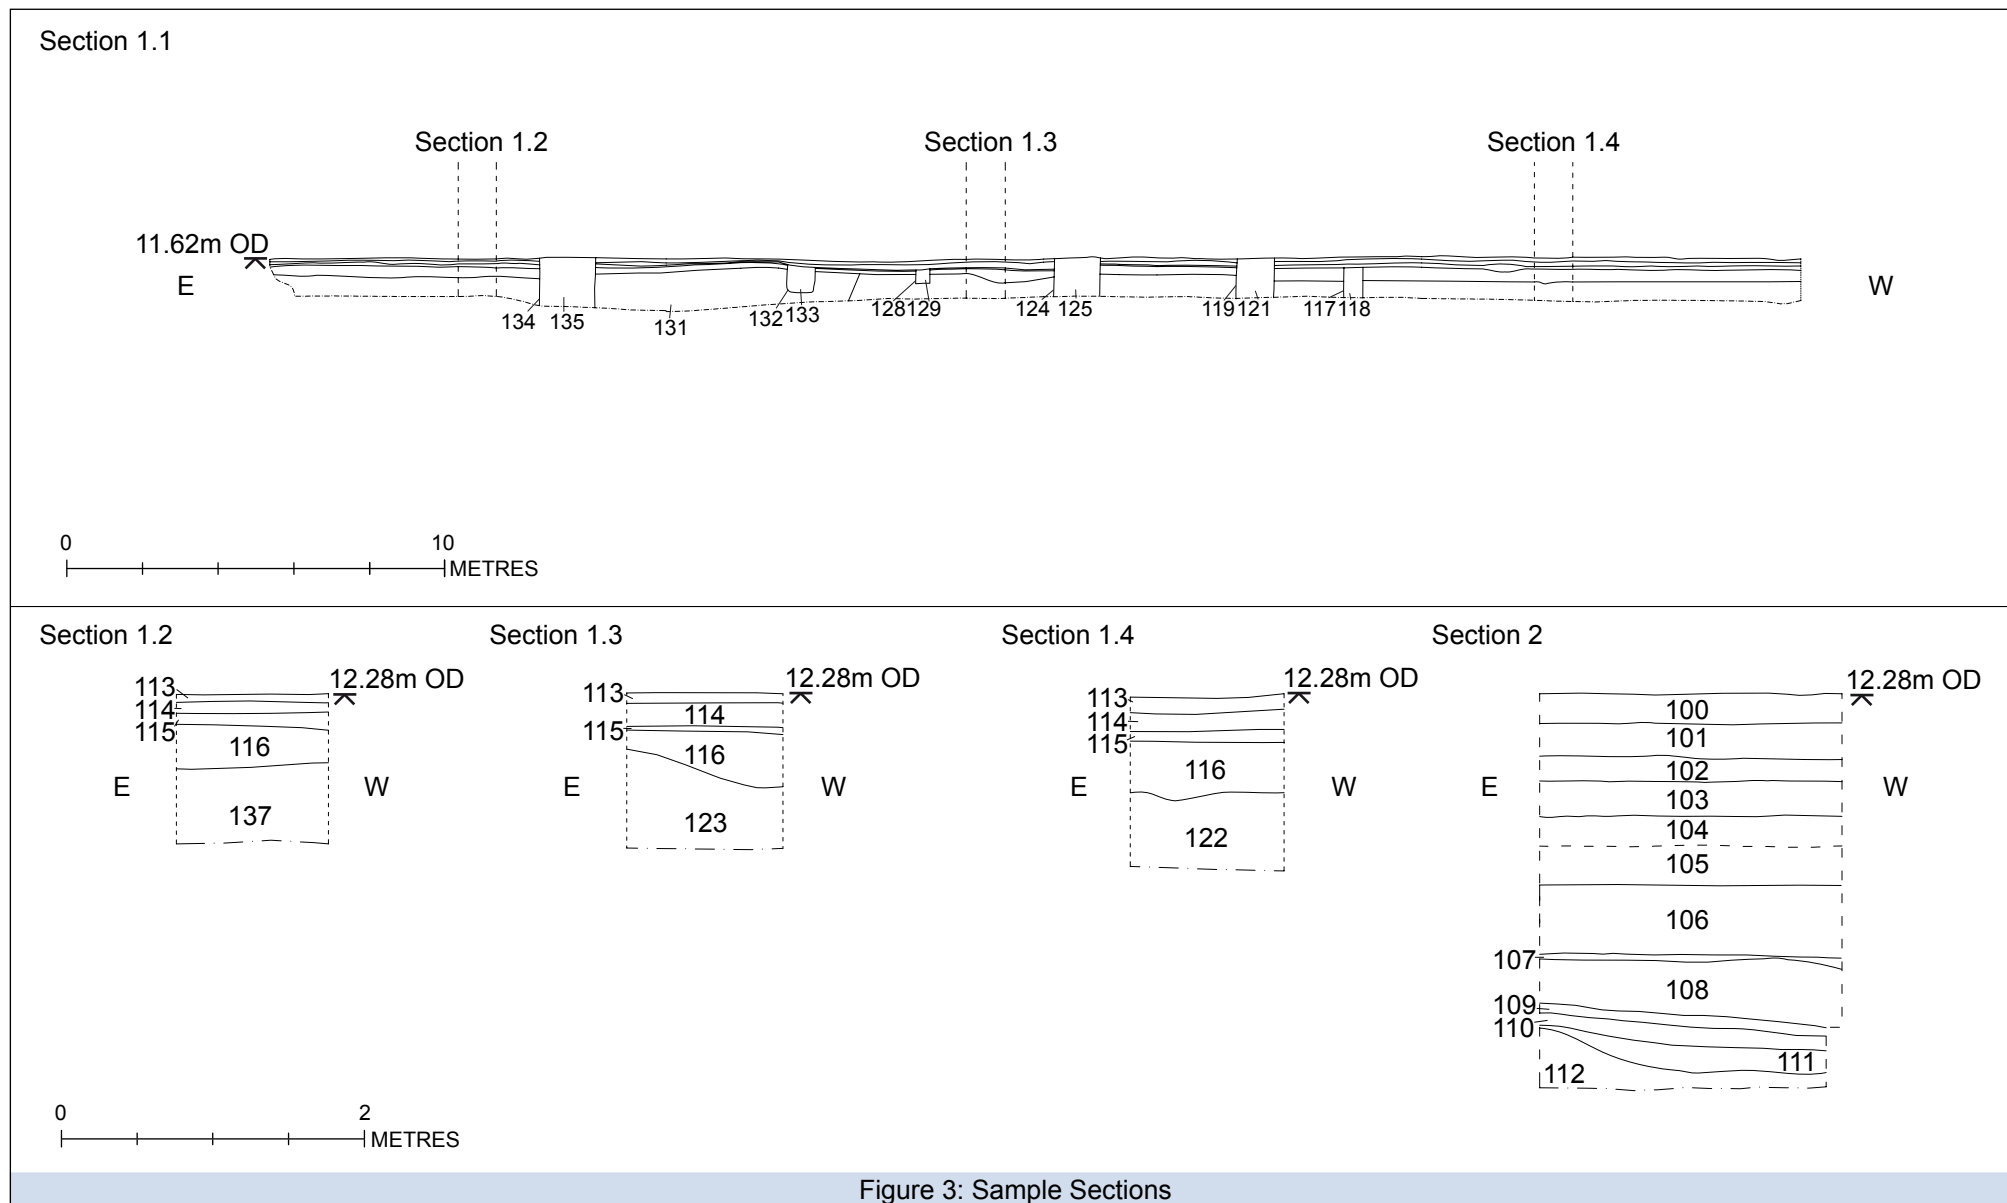 Section 1.1
Section 1.2 Section 1.3 Section 1.4
11.62m OD
E W
134 135 131 132 133 128 129 124 125 119 121 117 118
0 10
METRES
Section 1.2 Section 1.3 Section 1.4 Section 2
113 12.28m OD
114
115
116
E W
137
113 12.28m OD
114
115
116
E W
123
113 12.28m OD
114
115
116
E W
122
12.28m OD
100
101
102
E W
103
104
105
106
107
108
109
110
111
112
0 2
METRES
Figure 3: Sample Sections